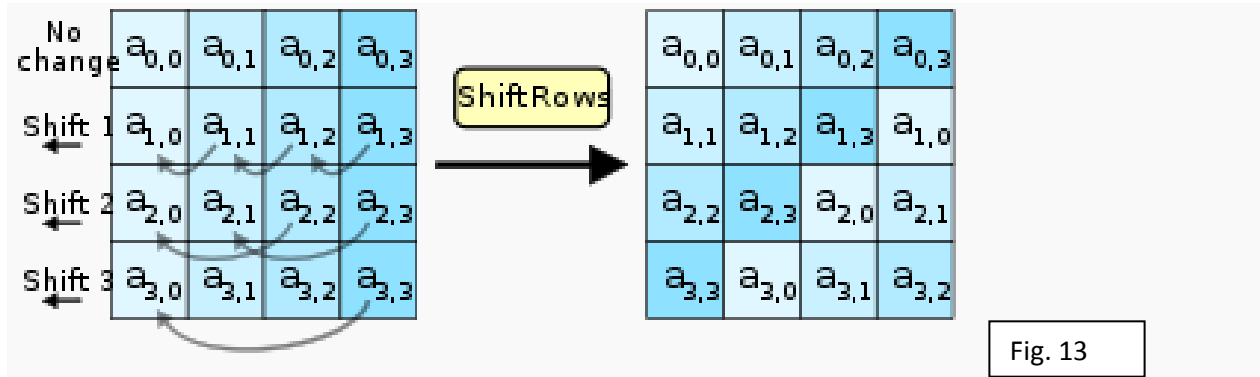 No change a0,0 a0,1 a0,2 a0,3 a0,0 a0,1 a0,2 a0,3
ShiftRows
Shift 1 a1,0 a1,1 a1,2 a1,3 a1,1 a1,2 a1,3 a1,0
Shift 2 a2,0 a2,1 a2,2 a2,3 a2,2 a2,3 a2,0 a2,1
Shift 3 a3,0 a3,1 a3,2 a3,3 a3,3 a3,0 a3,1 a3,2
Fig. 13